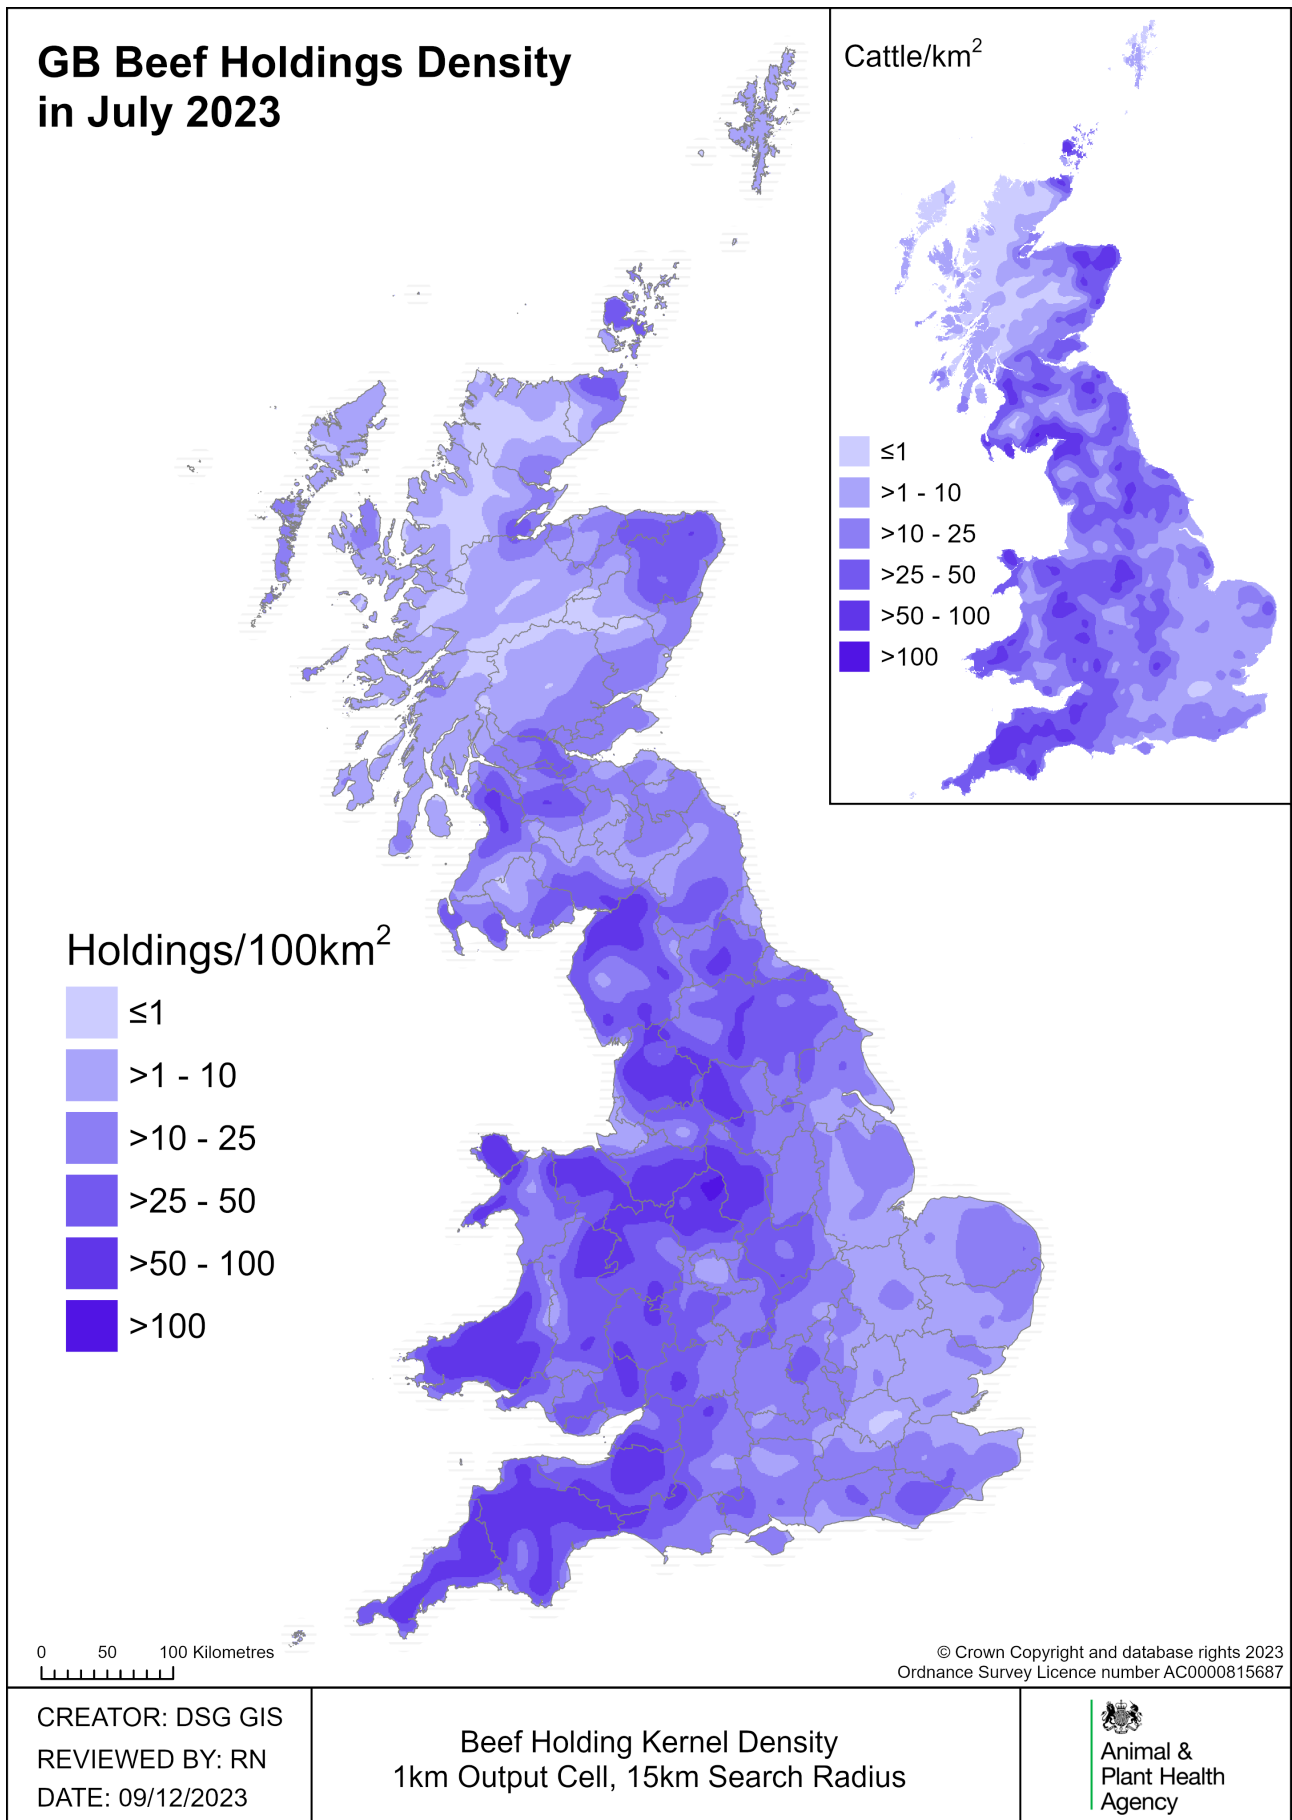 GB Beef Holdings Density
in July 2023
Cattle/km²
≤1
>1 - 10
>10 - 25
>25 - 50
>50 - 100
>100
Holdings/100km²
≤1
>1 - 10
>10 - 25
>25 - 50
>50 - 100
>100
0 50 100 Kilometres
© Crown Copyright and database rights 2023
Ordnance Survey Licence number AC0000815687
CREATOR: DSG GIS
REVIEWED BY: RN
DATE: 09/12/2023
Beef Holding Kernel Density
1km Output Cell, 15km Search Radius
Animal &
Plant Health
Agency